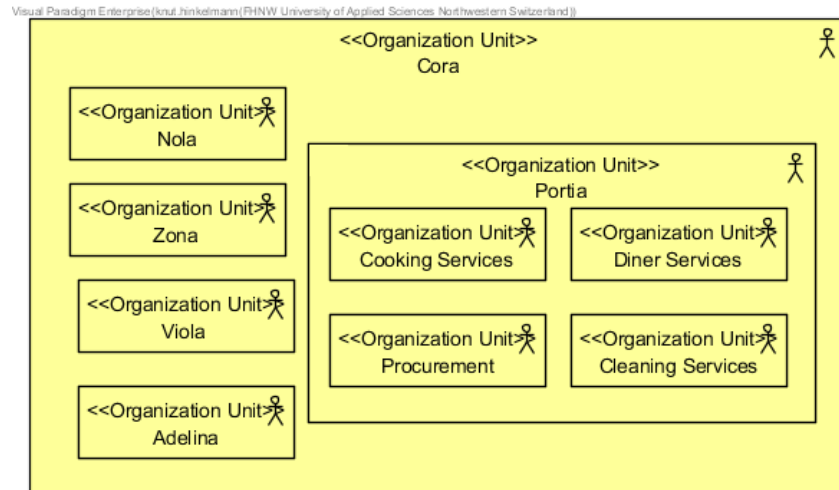 Visual Paradigm Enterprise(knut.hinkelmann(FHNW University of Applied Sciences Northwestern Switzerland))
<<Organization Unit>>
Cora
<<Organization Unit>>
Nola
<<Organization Unit>>
Zona
<<Organization Unit>>
Viola
<<Organization Unit>>
Adelina
<<Organization Unit>>
Portia
<<Organization Unit>>
Cooking Services
<<Organization Unit>>
Diner Services
<<Organization Unit>>
Procurement
<<Organization Unit>>
Cleaning Services